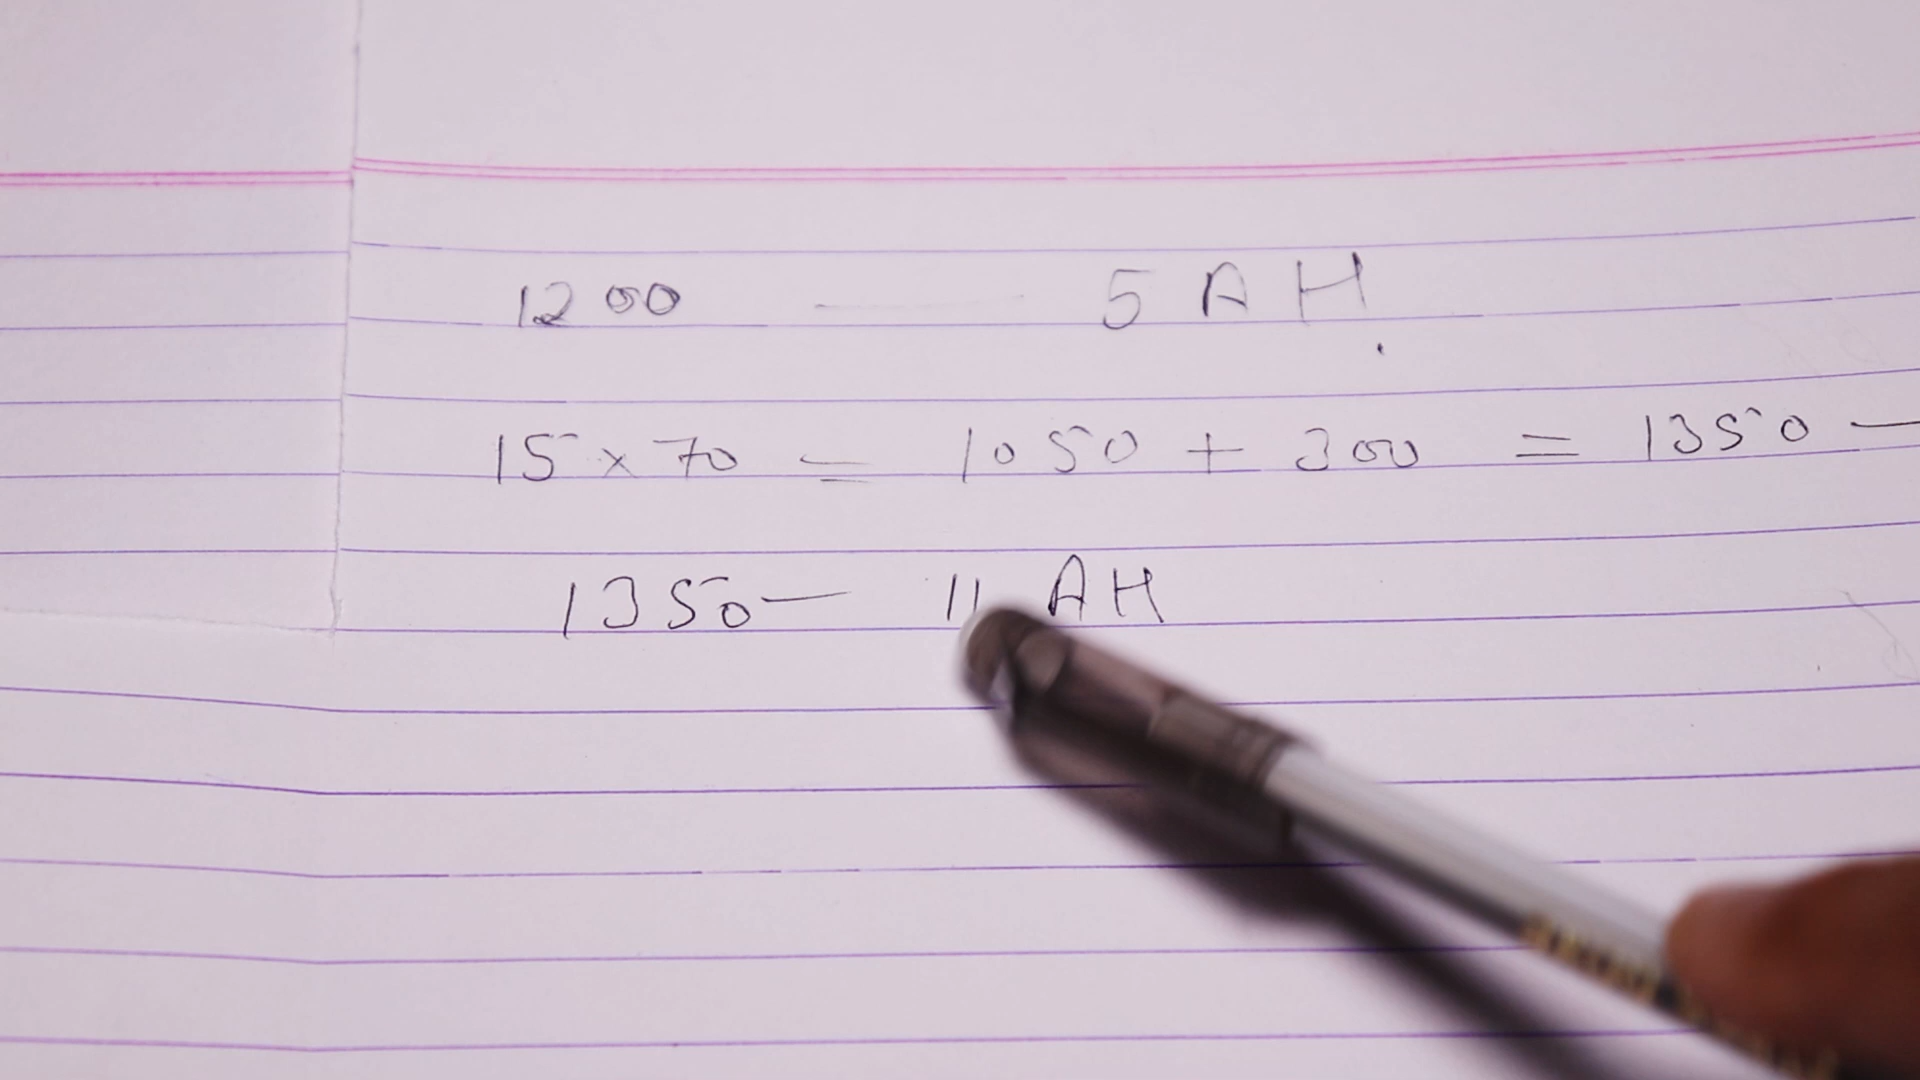 1200 — 5 AH.
15 x 70 = 1050 + 300 = 1350 —
1350 — 11 AH